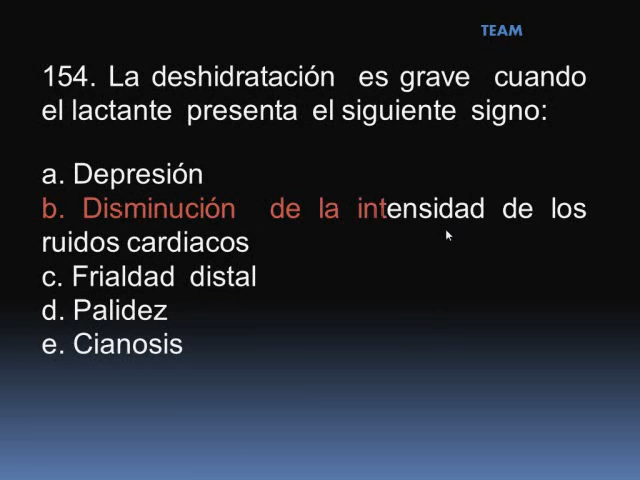 TEAM
154. La deshidratación es grave cuando
el lactante presenta el siguiente signo:
a. Depresión
b. Disminución de la intensidad de los
ruidos cardiacos
c. Frialdad distal
d. Palidez
e. Cianosis